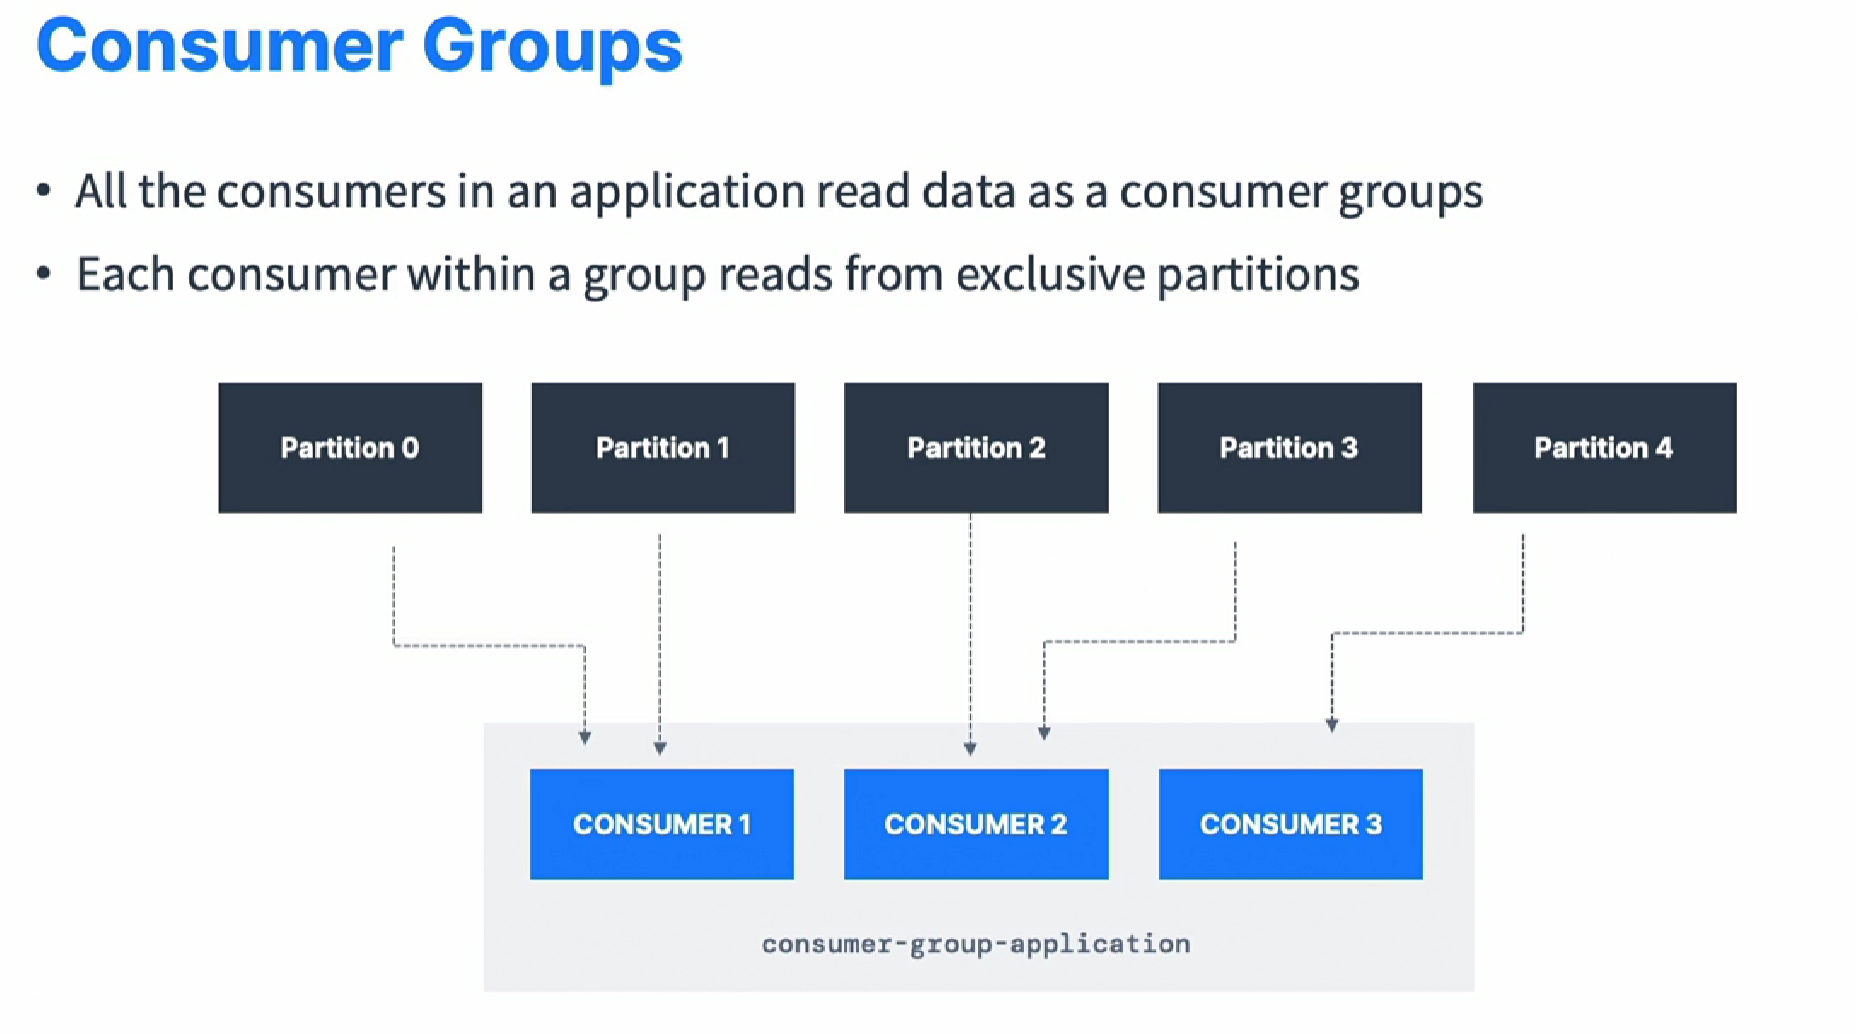 Consumer Groups
• All the consumers in an application read data as a consumer groups
• Each consumer within a group reads from exclusive partitions
Partition 0
Partition 1
Partition 2
Partition 3
Partition 4
CONSUMER 1
CONSUMER 2
CONSUMER 3
consumer-group-application